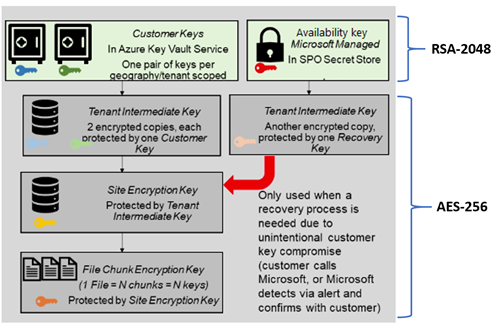 Customer Keys
In Azure Key Vault Service
One pair of keys per
geography/tenant scoped
Availability key
Microsoft Managed
In SPO Secret Store
RSA-2048
Tenant Intermediate Key
2 encrypted copies, each
protected by one Customer
Key
Tenant Intermediate Key
Another encrypted copy,
protected by one Recovery
Key
Site Encryption Key
Protected by Tenant
Intermediate Key
Only used when a
recovery process is
needed due to
unintentional customer
key compromise
(customer calls
Microsoft, or Microsoft
detects via alert and
confirms with customer)
AES-256
File Chunk Encryption Key
(1 File = N chunks = N keys)
Protected by Site Encryption Key